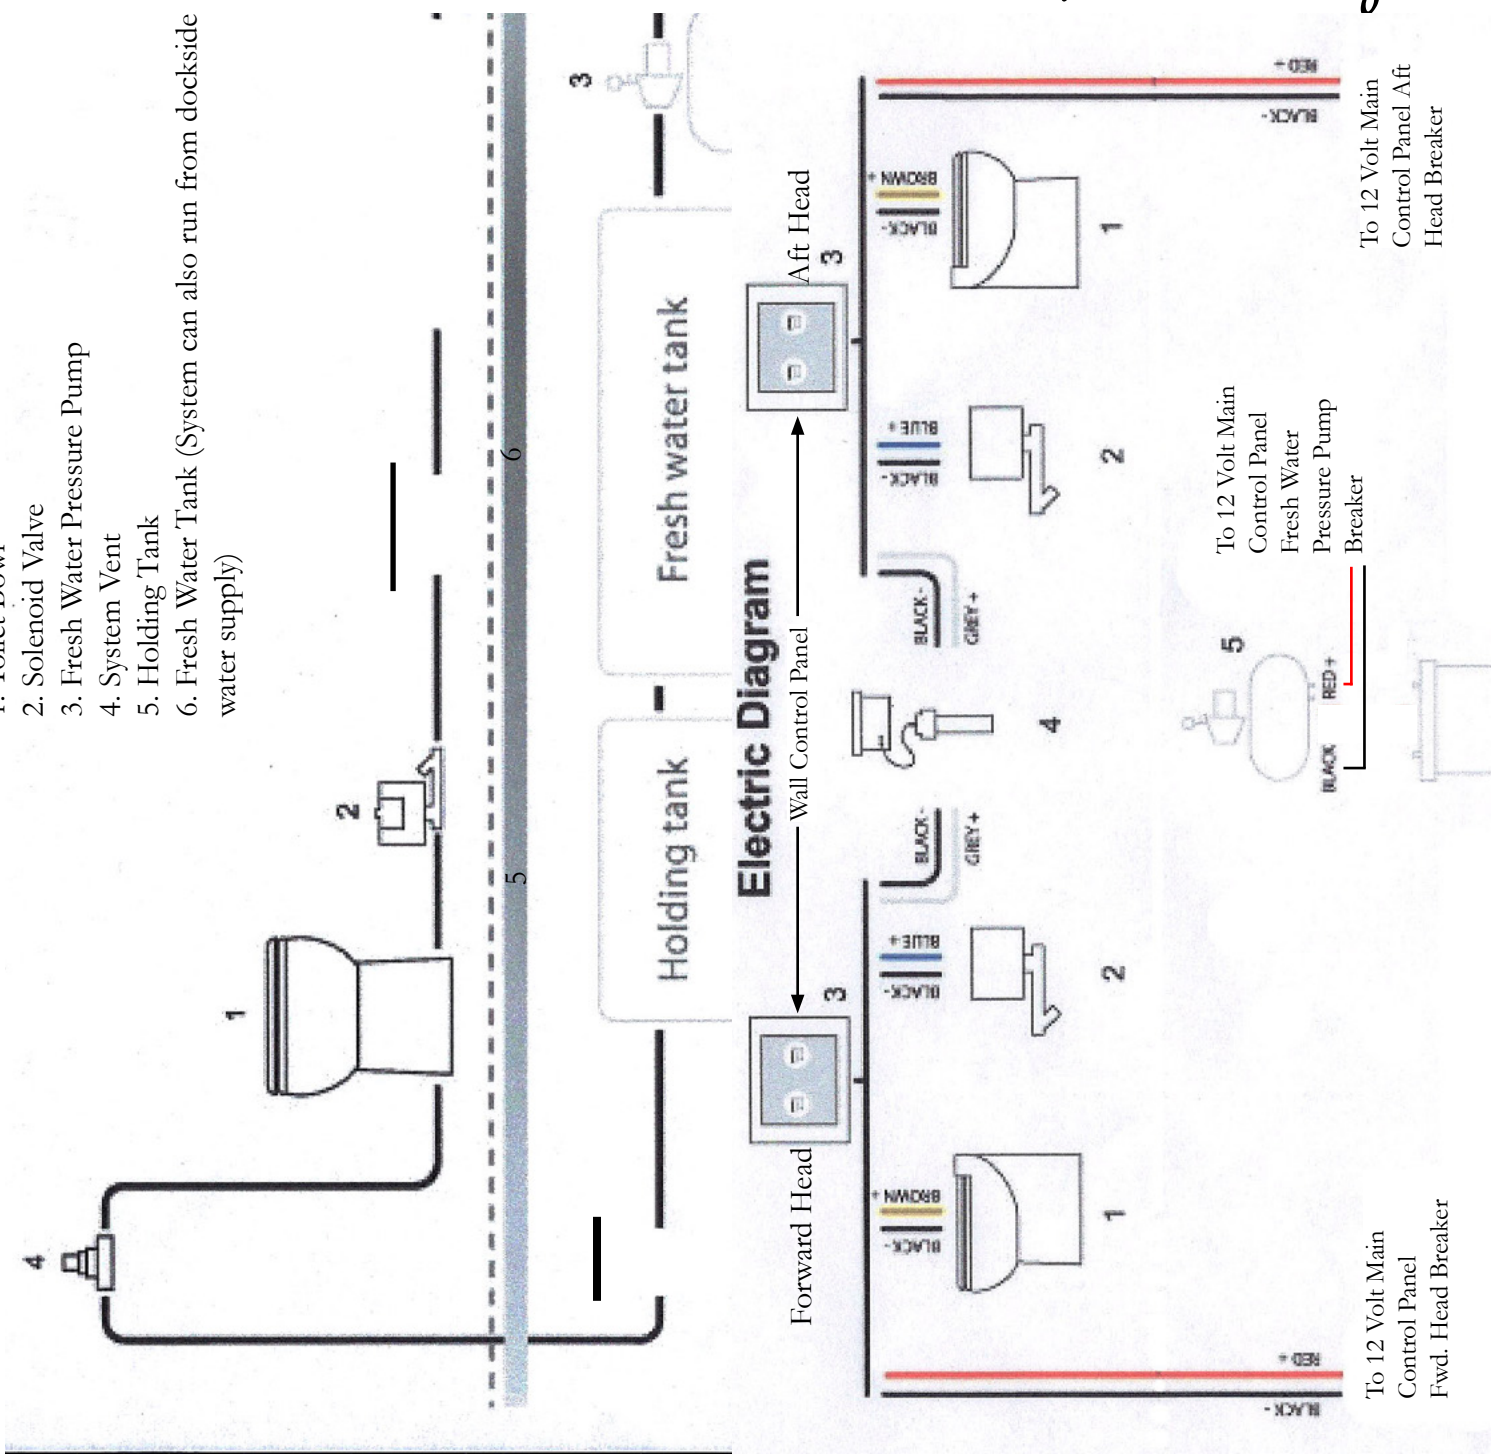 2. Solenoid Valve
3. Fresh Water Pressure Pump
4. System Vent
5. Holding Tank
6. Fresh Water Tank (System can also run from dockside
water supply)
4
1
2
5
6
3
Holding tank
Fresh water tank
Electric Diagram
Forward Head
Wall Control Panel
Aft Head
3
3
BLACK -
RED +
BLACK -
BROWN +
BLACK -
BLUE +
BLACK -
GREY +
BLACK -
GREY +
BLACK -
BLUE +
BLACK -
BROWN +
BLACK -
RED +
1
2
4
2
1
5
BLACK
RED +
To 12 Volt Main
Control Panel
Fwd. Head Breaker
To 12 Volt Main
Control Panel
Fresh Water
Pressure Pump
Breaker
To 12 Volt Main
Control Panel Aft
Head Breaker